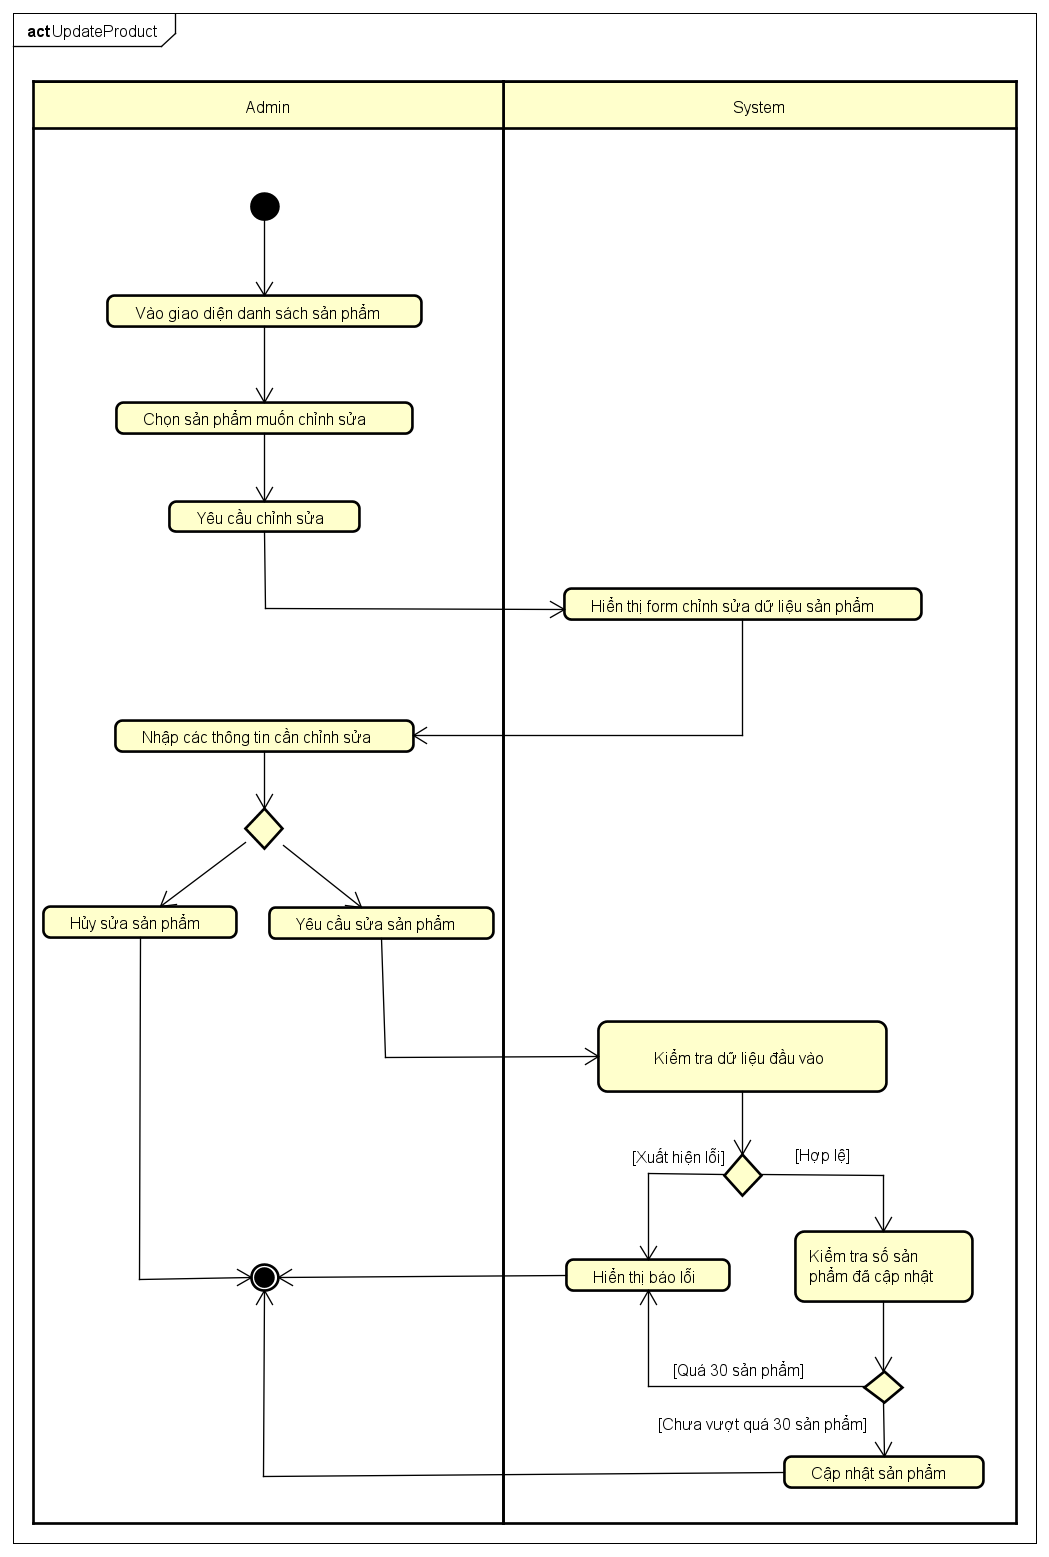 act UpdateProduct
Admin
System
Vào giao diện danh sách sản phẩm
Chọn sản phẩm muốn chỉnh sửa
Yêu cầu chỉnh sửa
Hiển thị form chỉnh sửa dữ liệu sản phẩm
Nhập các thông tin cần chỉnh sửa
Hủy sửa sản phẩm
Yêu cầu sửa sản phẩm
Kiểm tra dữ liệu đầu vào
[Xuất hiện lỗi]
[Hợp lệ]
Kiểm tra số sản
phẩm đã cập nhật
Hiển thị báo lỗi
[Quá 30 sản phẩm]
[Chưa vượt quá 30 sản phẩm]
Cập nhật sản phẩm